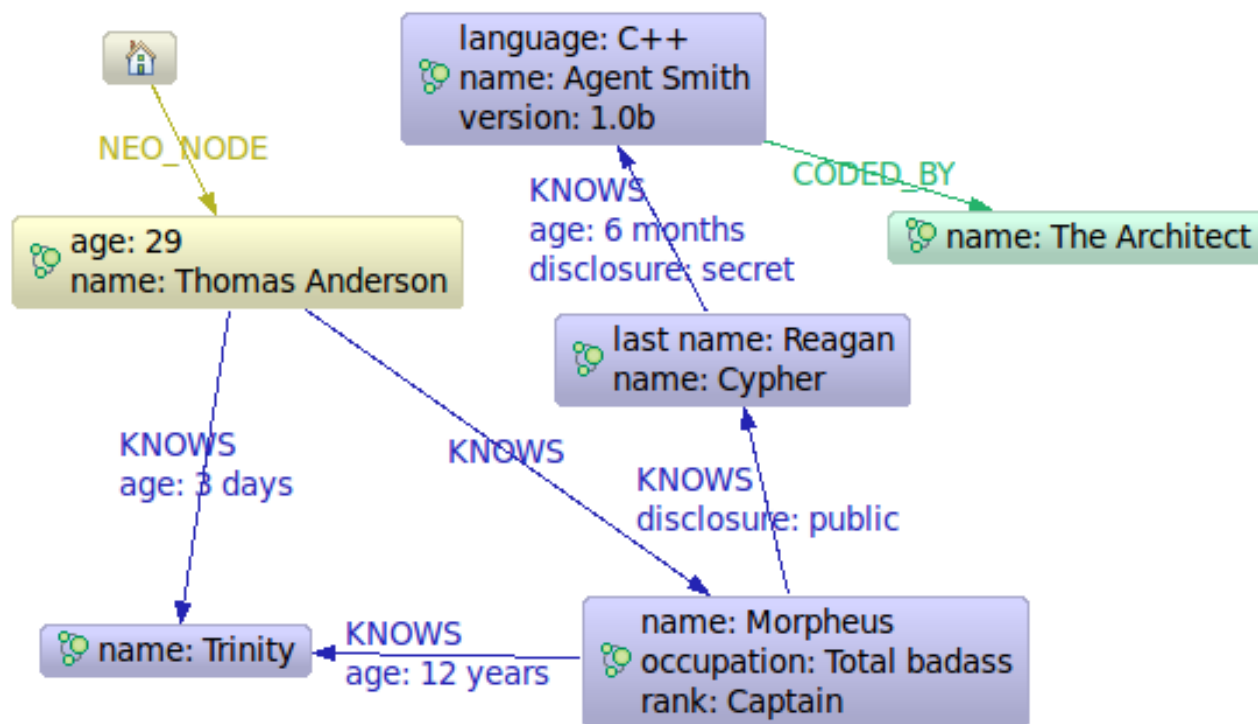 language: C++
name: Agent Smith
version: 1.0b
NEO_NODE
CODED_BY
KNOWS
age: 6 months
disclosure: secret
age: 29
name: Thomas Anderson
name: The Architect
last name: Reagan
name: Cypher
KNOWS
age: 3 days
KNOWS
KNOWS
disclosure: public
name: Trinity
KNOWS
age: 12 years
name: Morpheus
occupation: Total badass
rank: Captain